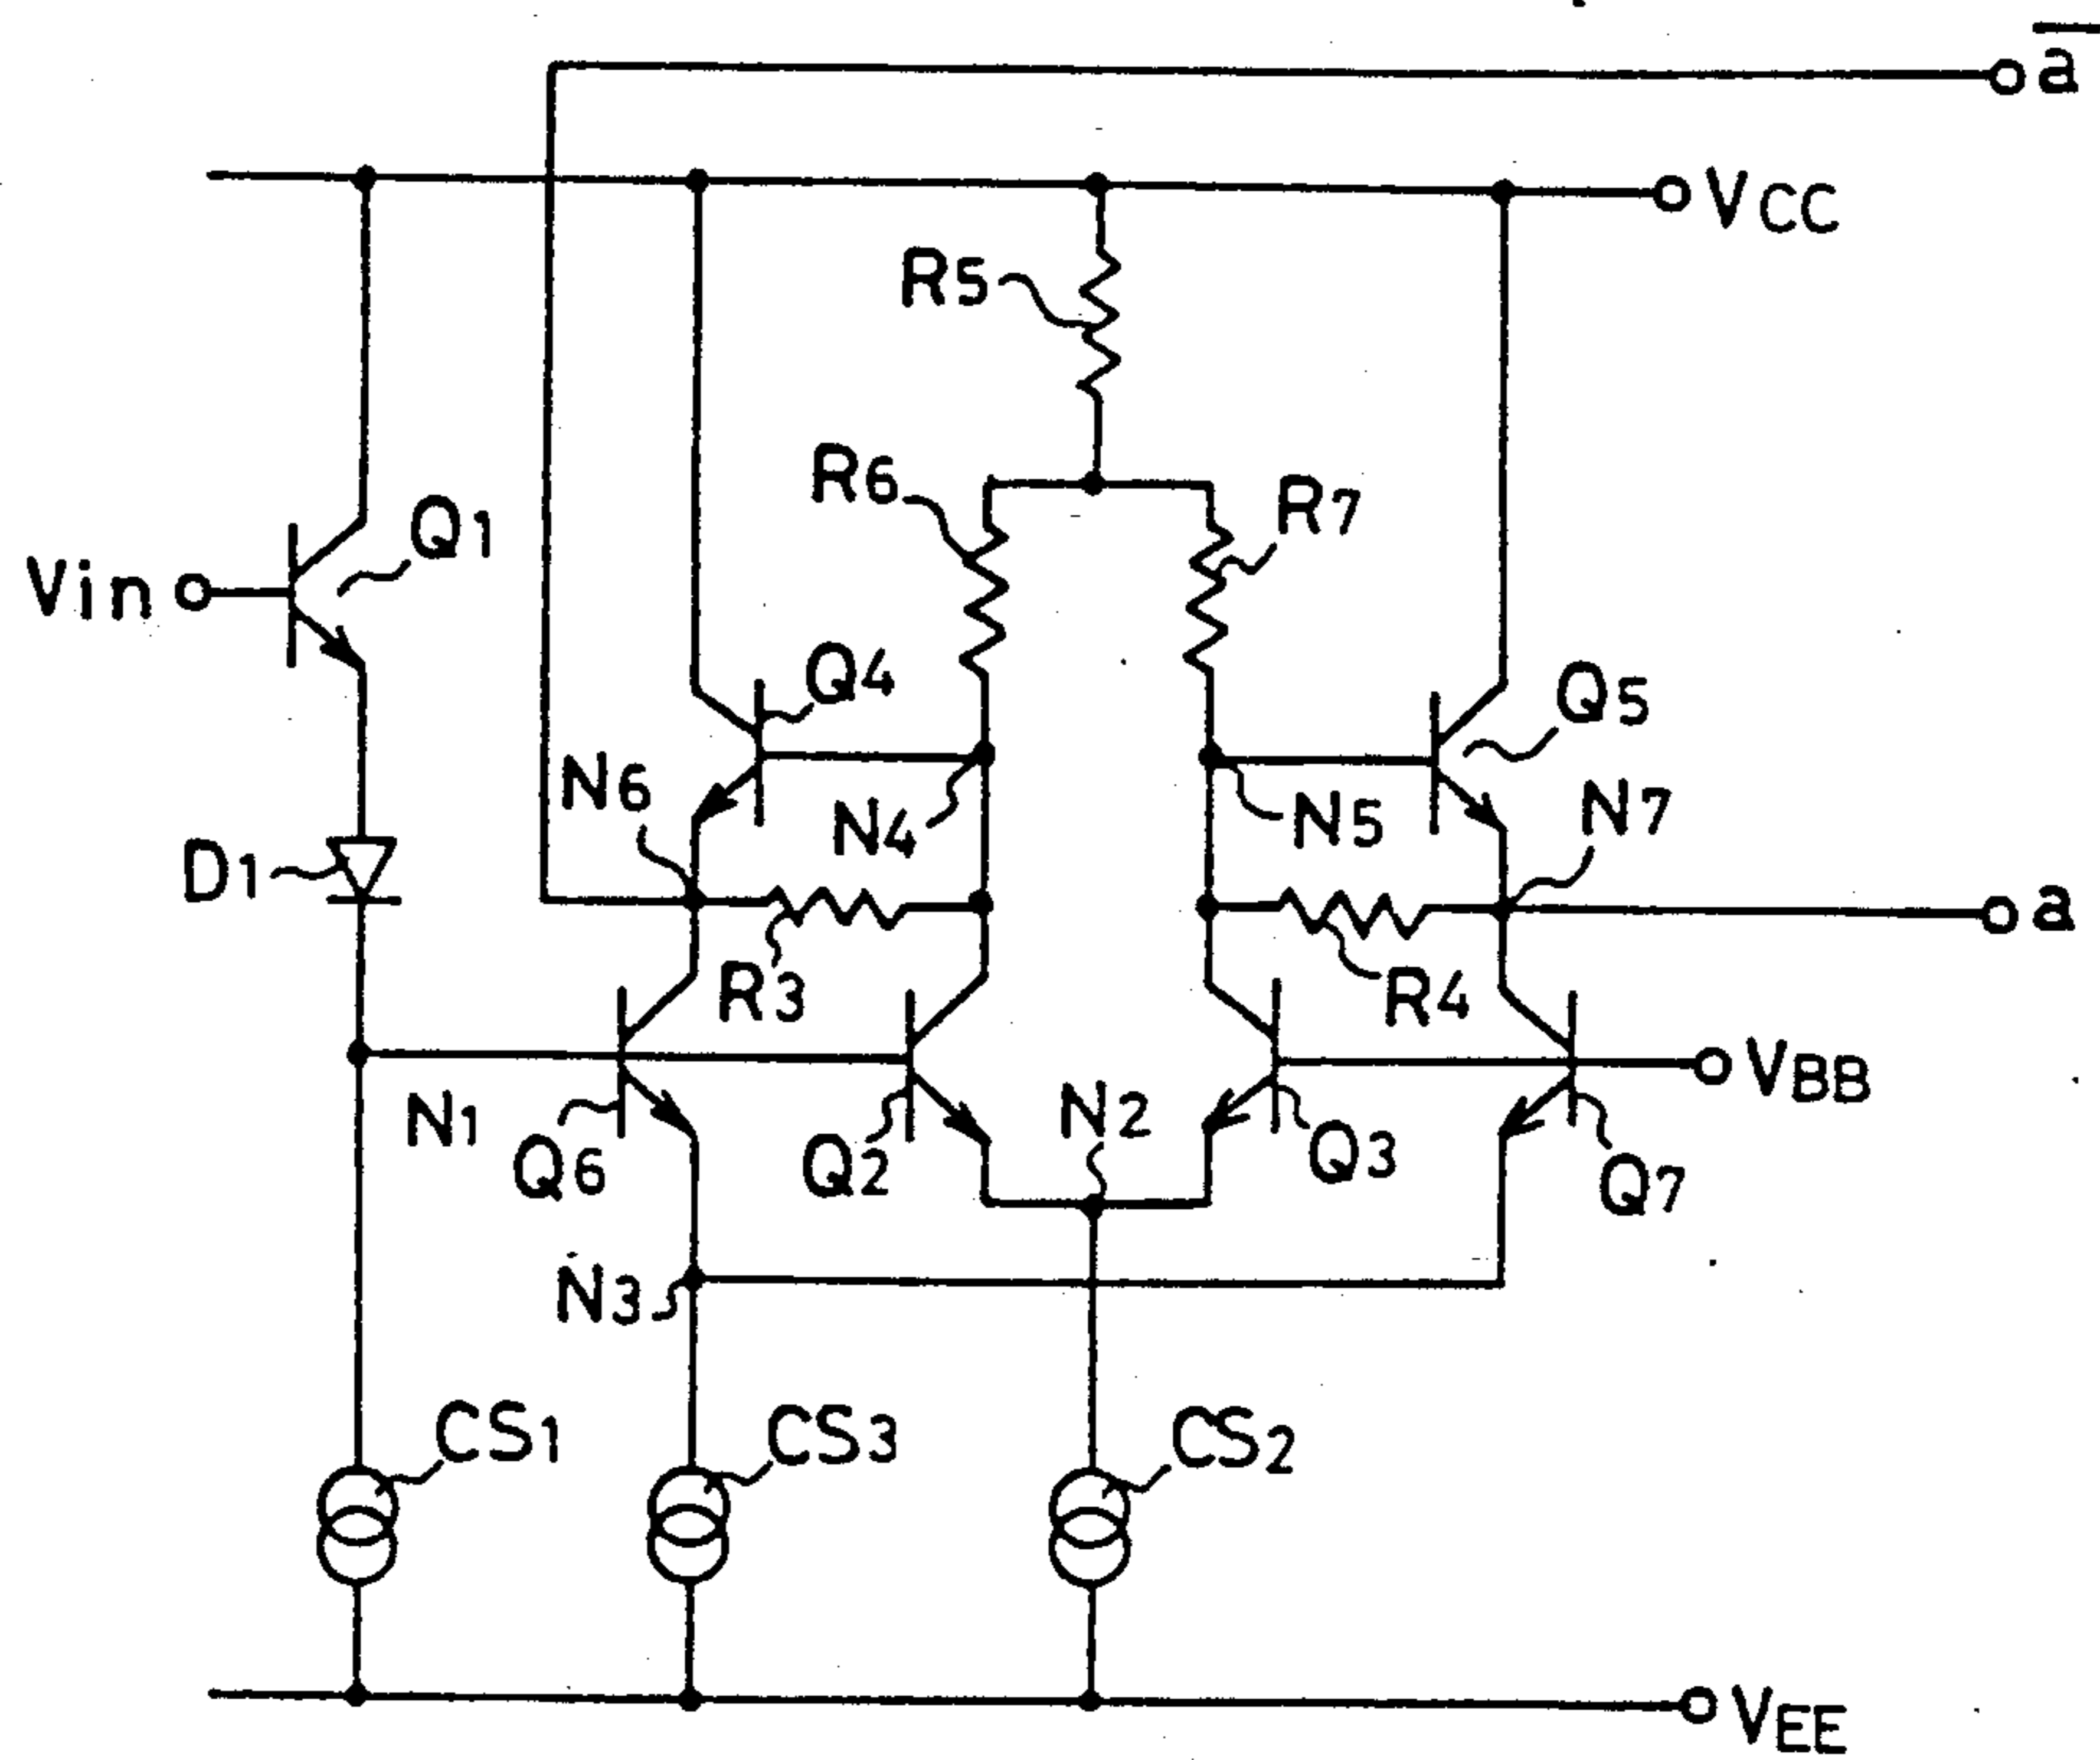 a̅
VCC
R5
R6
R7
Vin
Q1
Q4
Q5
N6
N4
N5
N7
D1
a
R3
R4
N1
Q6
Q2
N2
Q3
VBB
Q7
N3
CS1
CS3
CS2
VEE